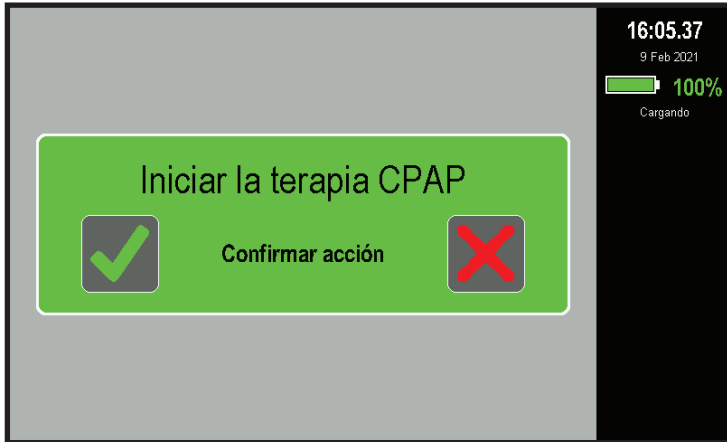 16:05.37
9 Feb 2021
100%
Cargando
Iniciar la terapia CPAP
Confirmar acción